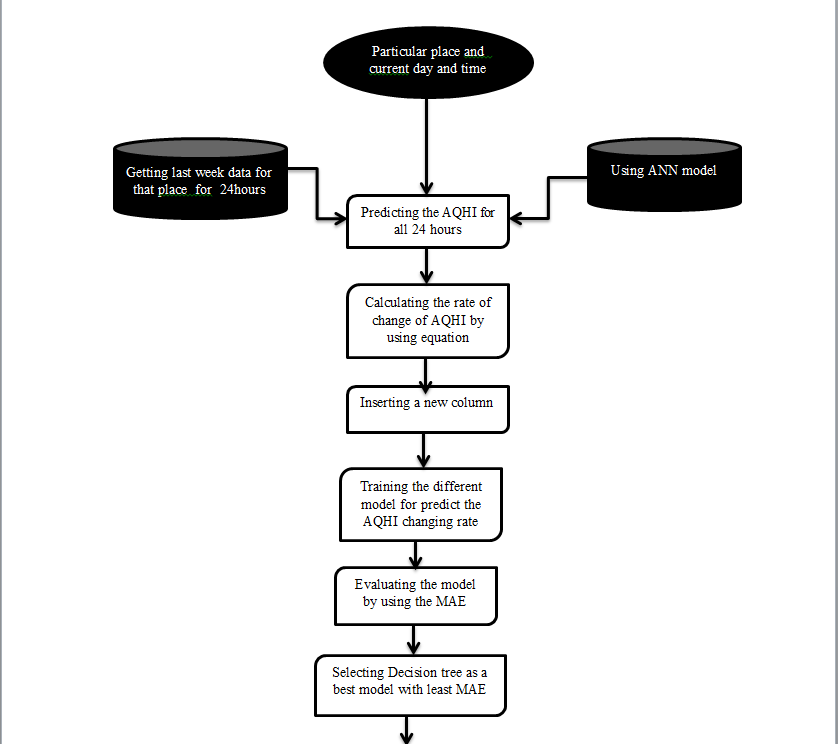 Particular place and
current day and time
Getting last week data for
that place for 24hours
Using ANN model
Predicting the AQHI for
all 24 hours
Calculating the rate of
change of AQHI by
using equation
Inserting a new column
Training the different
model for predict the
AQHI changing rate
Evaluating the model
by using the MAE
Selecting Decision tree as a
best model with least MAE